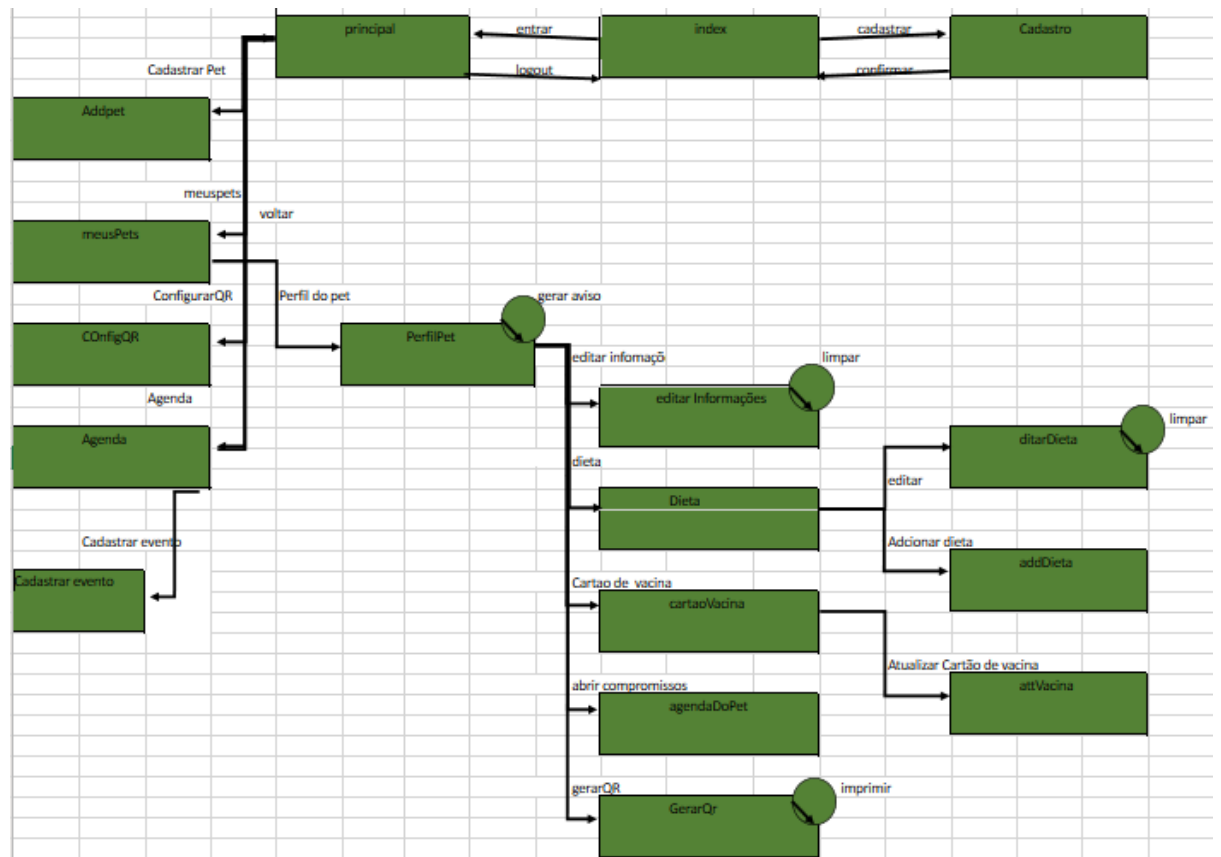 principal
entrar
index
cadastrar
Cadastro
logout
confirmar
Cadastrar Pet
Addpet
meuspets
voltar
meusPets
ConfigurarQR
Perfil do pet
gerar aviso
COnfigQR
PerfilPet
editar infomaçõ
limpar
Agenda
editar Informações
Agenda
ditarDieta
limpar
dieta
editar
Dieta
Cadastrar evento
Adcionar dieta
addDieta
Cadastrar evento
Cartao de vacina
cartaoVacina
Atualizar Cartão de vacina
attVacina
abrir compromissos
agendaDoPet
gerarQR
imprimir
GerarQr